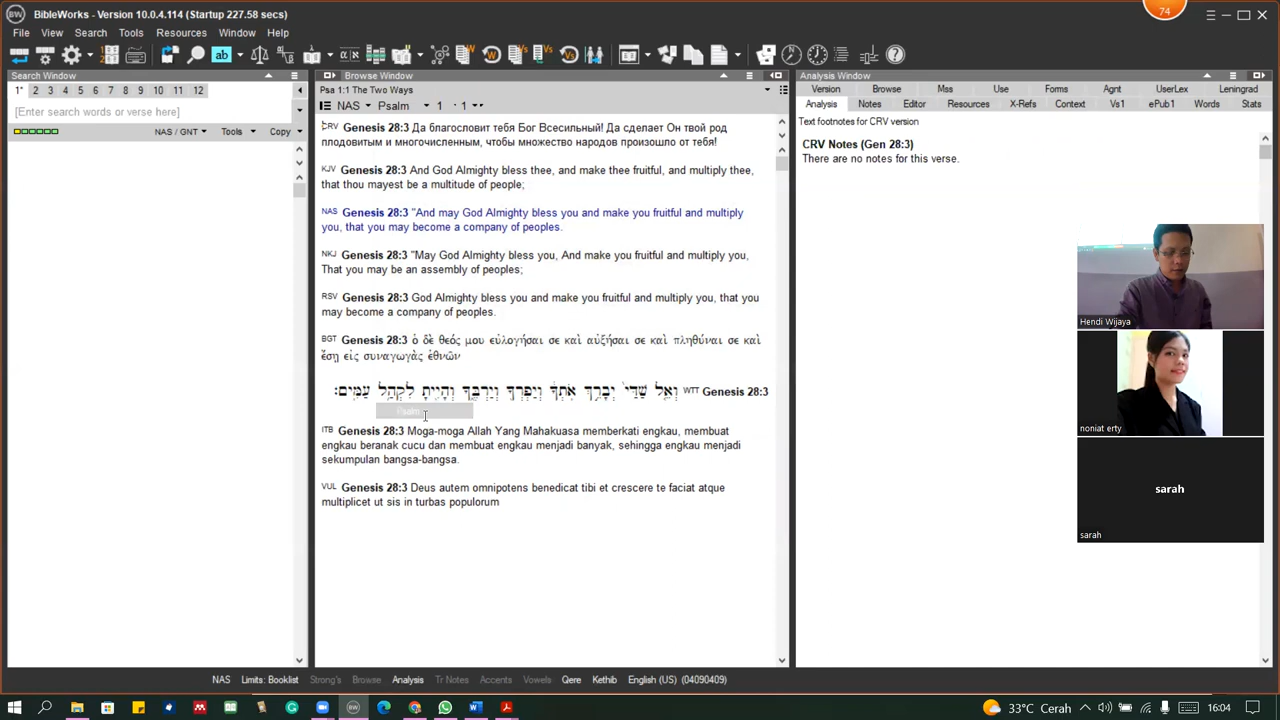 BibleWorks - Version 10.0.4.114 (Startup 227.58 secs)
74
File View Search Tools Resources Window Help
Search Window
Browse Window
Analysis Window
1* 2 3 4 5 6 7 8 9 10 11 12
[Enter search words or verse here]
NAS / GNT Tools Copy
Psa 1:1 The Two Ways
NAS Psalm 1 : 1
CRV Genesis 28:3 Да благословит тебя Бог Всесильный! Да сделает Он твой род
плодовитым и многочисленным, чтобы множество народов произошло от тебя!
KJV Genesis 28:3 And God Almighty bless thee, and make thee fruitful, and multiply thee,
that thou mayest be a multitude of people;
NAS Genesis 28:3 "And may God Almighty bless you and make you fruitful and multiply
you, that you may become a company of peoples.
NKJ Genesis 28:3 "May God Almighty bless you, And make you fruitful and multiply you,
That you may be an assembly of peoples;
RSV Genesis 28:3 God Almighty bless you and make you fruitful and multiply you, that you
may become a company of peoples.
BGT Genesis 28:3 ὁ δὲ θεός μου εὐλογήσαι σε καὶ αὐξήσαι σε καὶ πληθύναι σε καὶ
ἔσῃ εἰς συναγωγὰς ἐθνῶν
WTT Genesis 28:3 וְאֵ֤ל שַׁדַּי֙ יְבָרֵ֣ךְ אֹֽתְךָ֔ וְיַפְרְךָ֖ וְיַרְבֶּ֑ךָ וְהָיִ֖יתָ לִקְהַ֥ל עַמִּֽים׃
Psalm
ITB Genesis 28:3 Moga-moga Allah Yang Mahakuasa memberkati engkau, membuat
engkau beranak cucu dan membuat engkau menjadi banyak, sehingga engkau menjadi
sekumpulan bangsa-bangsa.
VUL Genesis 28:3 Deus autem omnipotens benedicat tibi et crescere te faciat atque
multiplicet ut sis in turbas populorum
Version Browse Mss Use Forms Agnt UserLex Leningrad
Analysis Notes Editor Resources X-Refs Context Vs1 ePub1 Words Stats
Text footnotes for CRV version
CRV Notes (Gen 28:3)
There are no notes for this verse.
Hendi Wijaya
noniat erty
sarah
sarah
NAS Limits: Booklist Strong's Browse Analysis Tr Notes Accents Vowels Qere Kethib English (US) (04090409)
33°C Cerah
16:04